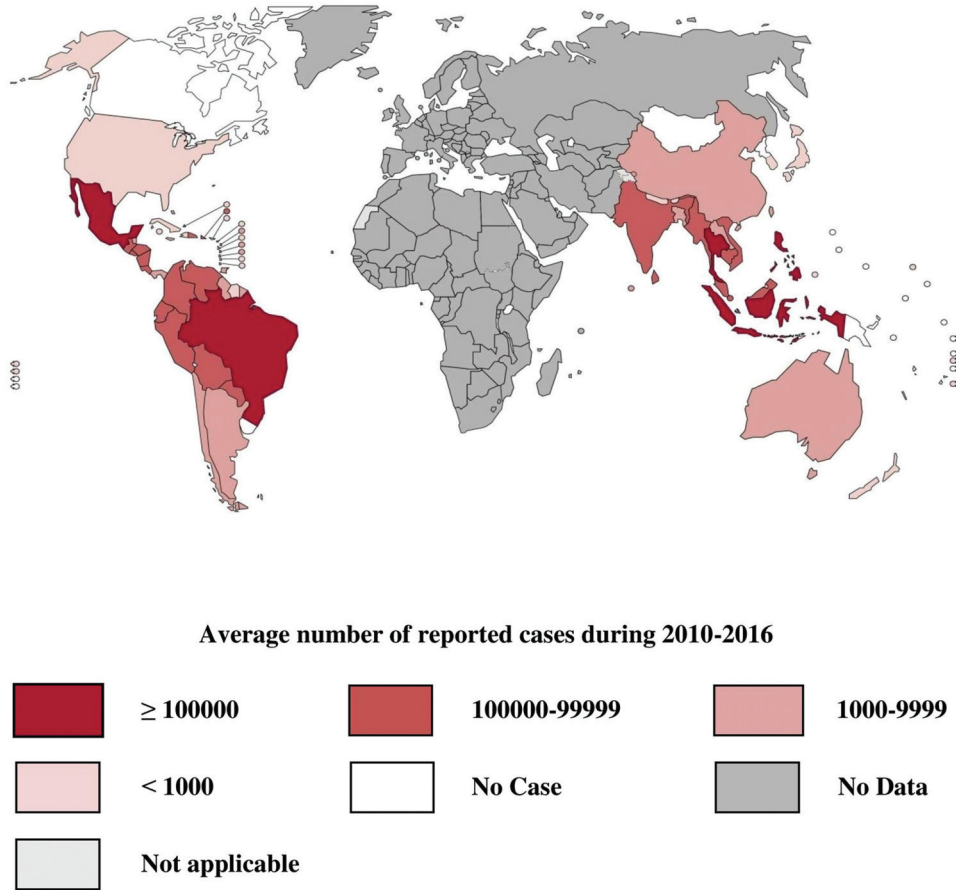 Average number of reported cases during 2010-2016
≥ 100000
100000-99999
1000-9999
< 1000
No Case
No Data
Not applicable